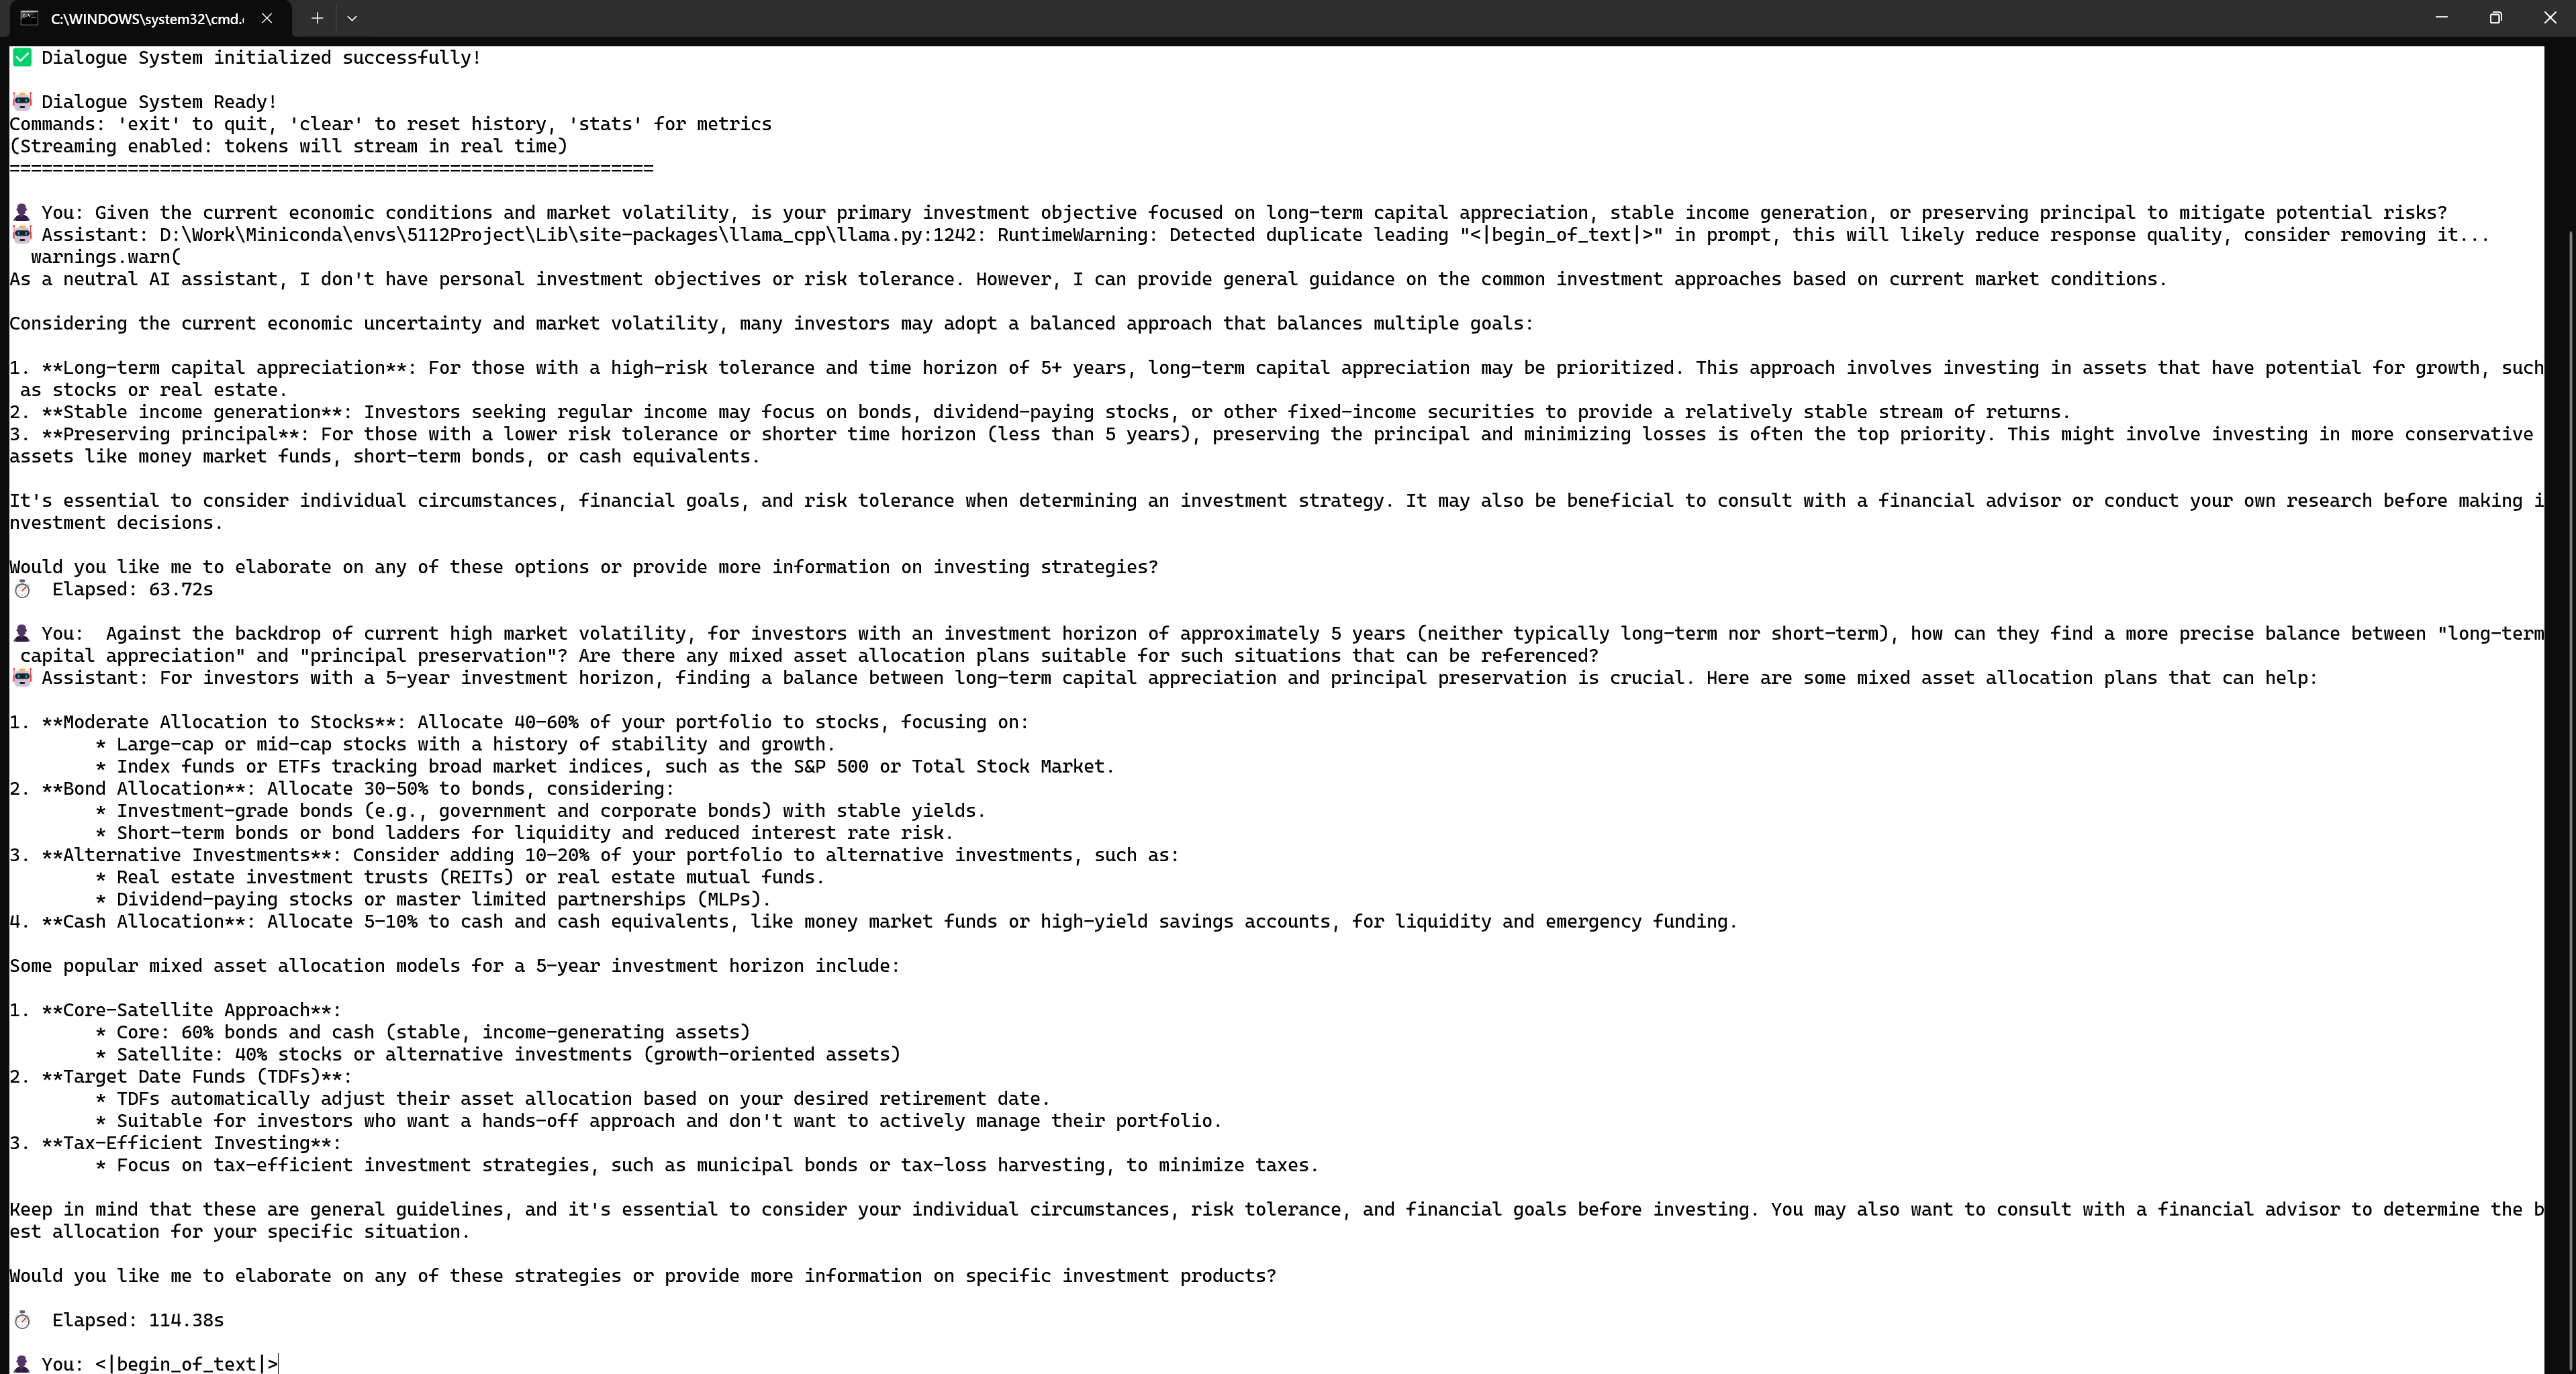 C:\WINDOWS\system32\cmd.
✅ Dialogue System initialized successfully!
🤖 Dialogue System Ready!
Commands: 'exit' to quit, 'clear' to reset history, 'stats' for metrics
(Streaming enabled: tokens will stream in real time)
============================================================
👤 You: Given the current economic conditions and market volatility, is your primary investment objective focused on long-term capital appreciation, stable income generation, or preserving principal to mitigate potential risks?
🤖 Assistant: D:\Work\Miniconda\envs\5112Project\Lib\site-packages\llama_cpp\llama.py:1242: RuntimeWarning: Detected duplicate leading "<|begin_of_text|>" in prompt, this will likely reduce response quality, consider removing it...
  warnings.warn(
As a neutral AI assistant, I don't have personal investment objectives or risk tolerance. However, I can provide general guidance on the common investment approaches based on current market conditions.
Considering the current economic uncertainty and market volatility, many investors may adopt a balanced approach that balances multiple goals:
1. **Long-term capital appreciation**: For those with a high-risk tolerance and time horizon of 5+ years, long-term capital appreciation may be prioritized. This approach involves investing in assets that have potential for growth, such
 as stocks or real estate.
2. **Stable income generation**: Investors seeking regular income may focus on bonds, dividend-paying stocks, or other fixed-income securities to provide a relatively stable stream of returns.
3. **Preserving principal**: For those with a lower risk tolerance or shorter time horizon (less than 5 years), preserving the principal and minimizing losses is often the top priority. This might involve investing in more conservative
assets like money market funds, short-term bonds, or cash equivalents.
It's essential to consider individual circumstances, financial goals, and risk tolerance when determining an investment strategy. It may also be beneficial to consult with a financial advisor or conduct your own research before making i
nvestment decisions.
Would you like me to elaborate on any of these options or provide more information on investing strategies?
⏱ Elapsed: 63.72s
👤 You:  Against the backdrop of current high market volatility, for investors with an investment horizon of approximately 5 years (neither typically long-term nor short-term), how can they find a more precise balance between "long-term
 capital appreciation" and "principal preservation"? Are there any mixed asset allocation plans suitable for such situations that can be referenced?
🤖 Assistant: For investors with a 5-year investment horizon, finding a balance between long-term capital appreciation and principal preservation is crucial. Here are some mixed asset allocation plans that can help:
1. **Moderate Allocation to Stocks**: Allocate 40-60% of your portfolio to stocks, focusing on:
        * Large-cap or mid-cap stocks with a history of stability and growth.
        * Index funds or ETFs tracking broad market indices, such as the S&P 500 or Total Stock Market.
2. **Bond Allocation**: Allocate 30-50% to bonds, considering:
        * Investment-grade bonds (e.g., government and corporate bonds) with stable yields.
        * Short-term bonds or bond ladders for liquidity and reduced interest rate risk.
3. **Alternative Investments**: Consider adding 10-20% of your portfolio to alternative investments, such as:
        * Real estate investment trusts (REITs) or real estate mutual funds.
        * Dividend-paying stocks or master limited partnerships (MLPs).
4. **Cash Allocation**: Allocate 5-10% to cash and cash equivalents, like money market funds or high-yield savings accounts, for liquidity and emergency funding.
Some popular mixed asset allocation models for a 5-year investment horizon include:
1. **Core-Satellite Approach**:
        * Core: 60% bonds and cash (stable, income-generating assets)
        * Satellite: 40% stocks or alternative investments (growth-oriented assets)
2. **Target Date Funds (TDFs)**:
        * TDFs automatically adjust their asset allocation based on your desired retirement date.
        * Suitable for investors who want a hands-off approach and don't want to actively manage their portfolio.
3. **Tax-Efficient Investing**:
        * Focus on tax-efficient investment strategies, such as municipal bonds or tax-loss harvesting, to minimize taxes.
Keep in mind that these are general guidelines, and it's essential to consider your individual circumstances, risk tolerance, and financial goals before investing. You may also want to consult with a financial advisor to determine the b
est allocation for your specific situation.
Would you like me to elaborate on any of these strategies or provide more information on specific investment products?
⏱ Elapsed: 114.38s
👤 You: <|begin_of_text|>